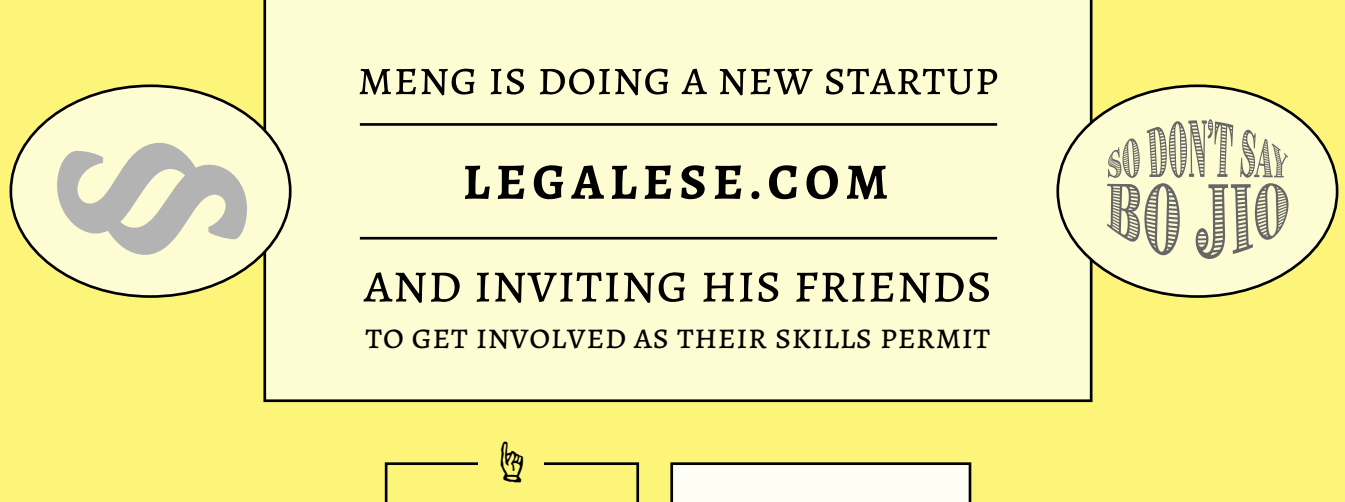 MENG IS DOING A NEW STARTUP
LEGALESE.COM
AND INVITING HIS FRIENDS
TO GET INVOLVED AS THEIR SKILLS PERMIT
§
SO DON'T SAY
BO JIO